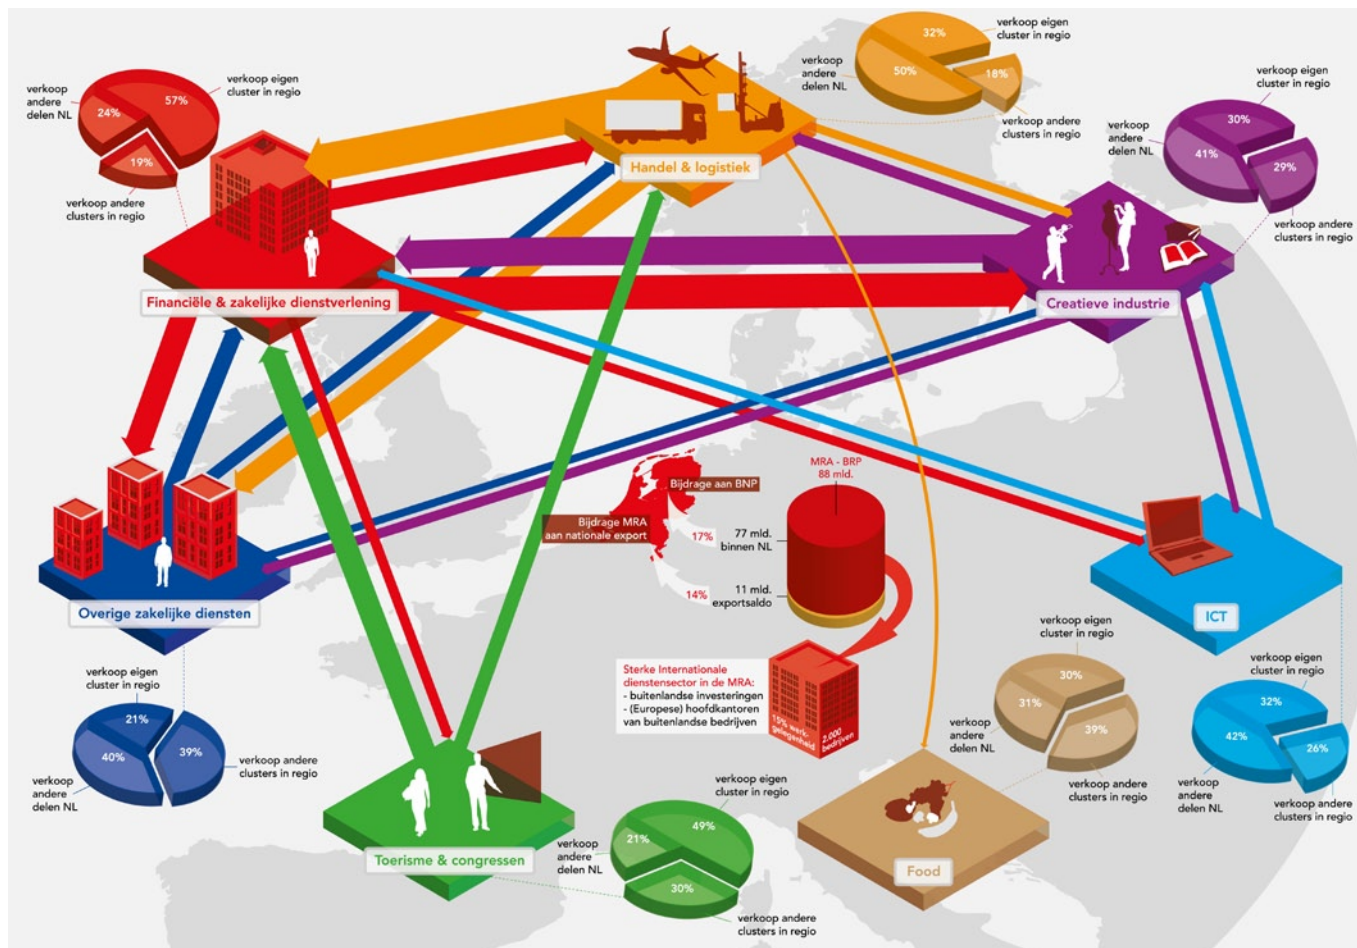 32%
verkoop eigen
cluster in regio
verkoop
andere
delen NL
50%
18%
verkoop andere
clusters in regio
verkoop
andere
delen NL
57%
24%
19%
verkoop eigen
cluster in regio
verkoop andere
clusters in regio
verkoop eigen
cluster in regio
verkoop
andere
delen NL
30%
41%
29%
verkoop andere
clusters in regio
Handel & logistiek
Financiële & zakelijke dienstverlening
Creatieve industrie
MRA - BRP
88 mld.
Bijdrage aan BNP
Bijdrage MRA
aan nationale export
17%
77 mld.
binnen NL
14%
11 mld.
exportsaldo
Overige zakelijke diensten
ICT
verkoop eigen
cluster in regio
21%
40%
39%
verkoop
andere
delen NL
verkoop andere
clusters in regio
Sterke Internationale
dienstensector in de MRA:
- buitenlandse investeringen
- (Europese) hoofdkantoren
van buitenlandse bedrijven
15% werk-
gelegenheid
2.000
bedrijven
verkoop eigen
cluster in regio
30%
31%
39%
verkoop
andere
delen NL
verkoop andere
clusters in regio
verkoop eigen
cluster in regio
32%
42%
26%
verkoop
andere
delen NL
verkoop andere
clusters in regio
Toerisme & congressen
verkoop eigen
cluster in regio
49%
21%
30%
verkoop
andere
delen NL
verkoop andere
clusters in regio
Food